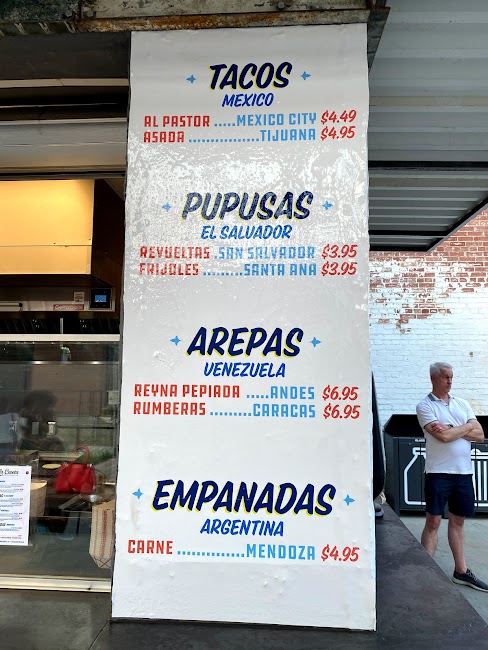 TACOS
MEXICO
AL PASTOR .....MEXICO CITY $4.49
ASADA ...............TIJUANA $4.95
PUPUSAS
EL SALVADOR
REVUELTAS .SAN SALVADOR $3.95
FRIJOLES .........SANTA ANA $3.95
AREPAS
VENEZUELA
REYNA PEPIADA .....ANDES $6.95
RUMBERAS .........CARACAS $6.95
EMPANADAS
ARGENTINA
CARNE ..............MENDOZA $4.95